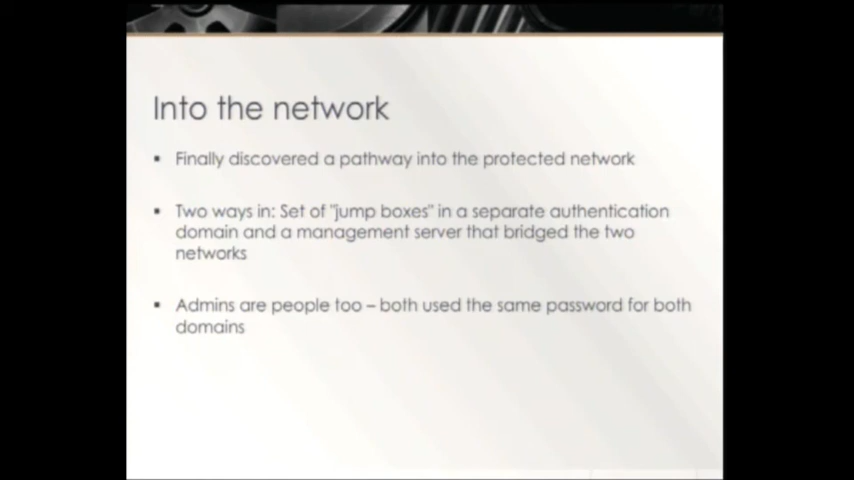 Into the network
▪ Finally discovered a pathway into the protected network
▪ Two ways in: Set of "jump boxes" in a separate authentication
domain and a management server that bridged the two
networks
▪ Admins are people too – both used the same password for both
domains